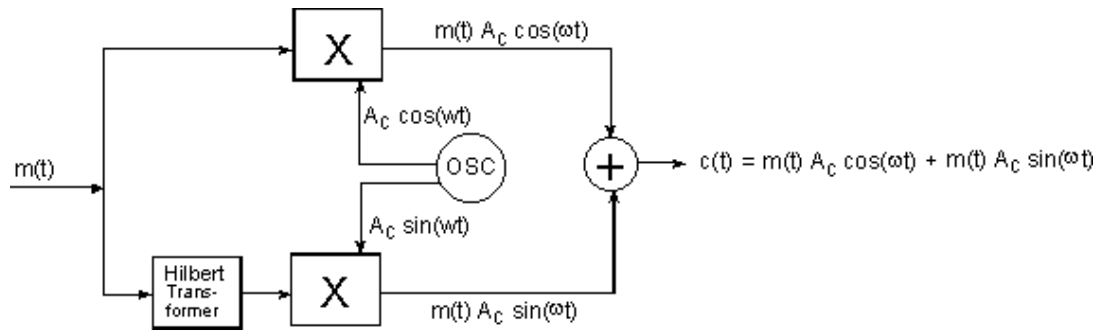 m(t) A_C cos(ωt)
X
A_C cos(wt)
m(t)
OSC
+
c(t) = m(t) A_C cos(ωt) + m(t) A_C sin(ωt)
A_C sin(wt)
Hilbert
Trans-
former
X
m(t) A_C sin(ωt)